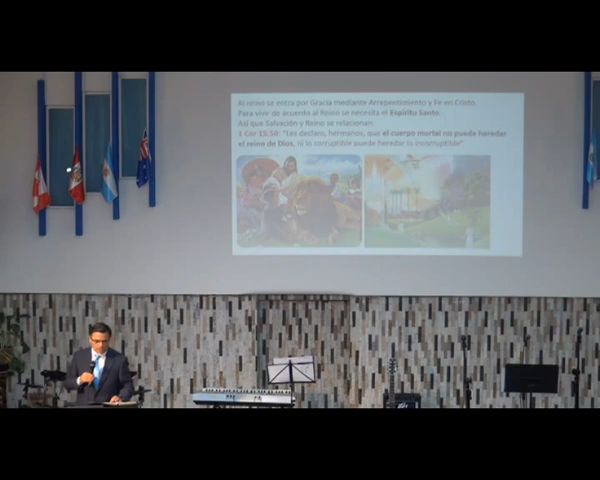 Al reino se entra por Gracia mediante Arrepentimiento y Fe en Cristo.
Para vivir de acuerdo al Reino se necesita el Espíritu Santo.
Así que Salvación y Reino se relacionan.
1 Cor 15:50: "Les declaro, hermanos, que el cuerpo mortal no puede heredar
el reino de Dios, ni lo corruptible puede heredar lo incorruptible"